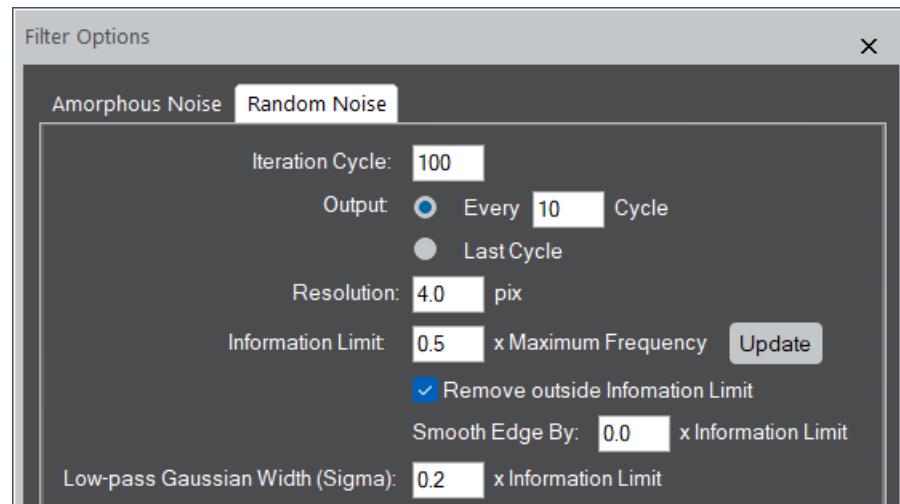 Filter Options
Amorphous Noise Random Noise
Iteration Cycle: 100
Output: Every 10 Cycle
Last Cycle
Resolution: 4.0 pix
Information Limit: 0.5 x Maximum Frequency Update
Remove outside Infomation Limit
Smooth Edge By: 0.0 x Information Limit
Low-pass Gaussian Width (Sigma): 0.2 x Information Limit